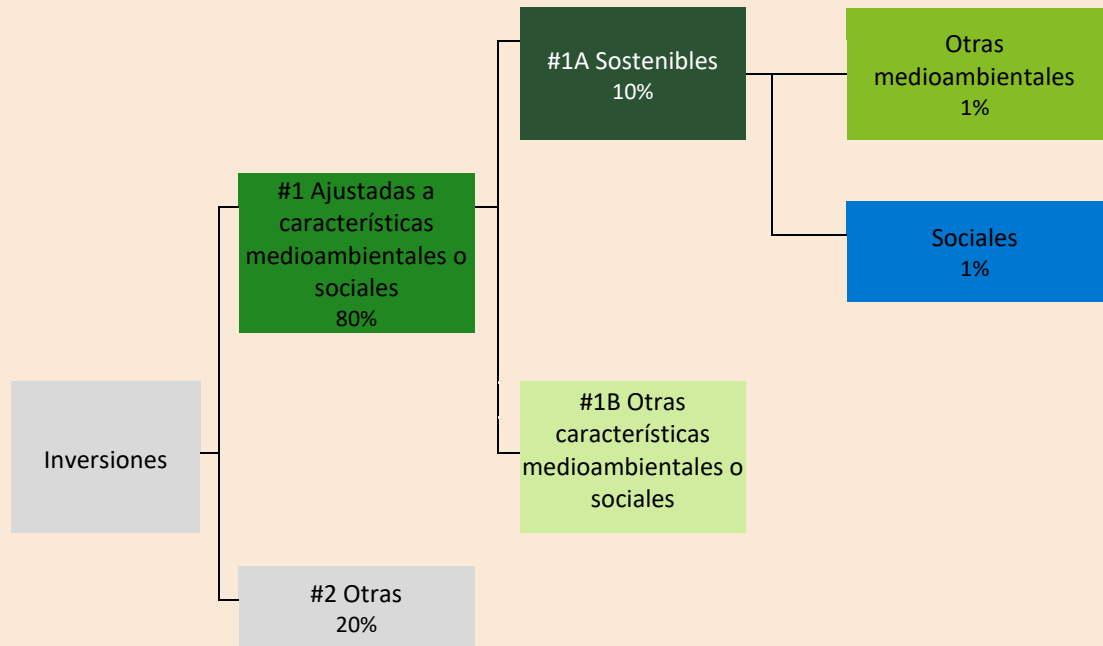 Inversiones
#1 Ajustadas a
características
medioambientales o
sociales
80%
#2 Otras
20%
#1A Sostenibles
10%
#1B Otras
características
medioambientales o
sociales
Otras
medioambientales
1%
Sociales
1%